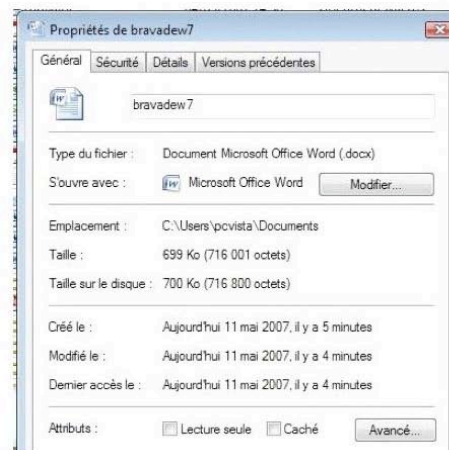 Propriétés de bravadew7
Général Sécurité Détails Versions précédentes
bravadew7
Type du fichier : Document Microsoft Office Word (.docx)
S'ouvre avec : Microsoft Office Word Modifier...
Emplacement : C:\Users\pcvista\Documents
Taille : 699 Ko (716 001 octets)
Taille sur le disque : 700 Ko (716 800 octets)
Créé le : Aujourd'hui 11 mai 2007, il y a 5 minutes
Modifié le : Aujourd'hui 11 mai 2007, il y a 4 minutes
Dernier accès le : Aujourd'hui 11 mai 2007, il y a 4 minutes
Attributs : Lecture seule Caché Avancé...